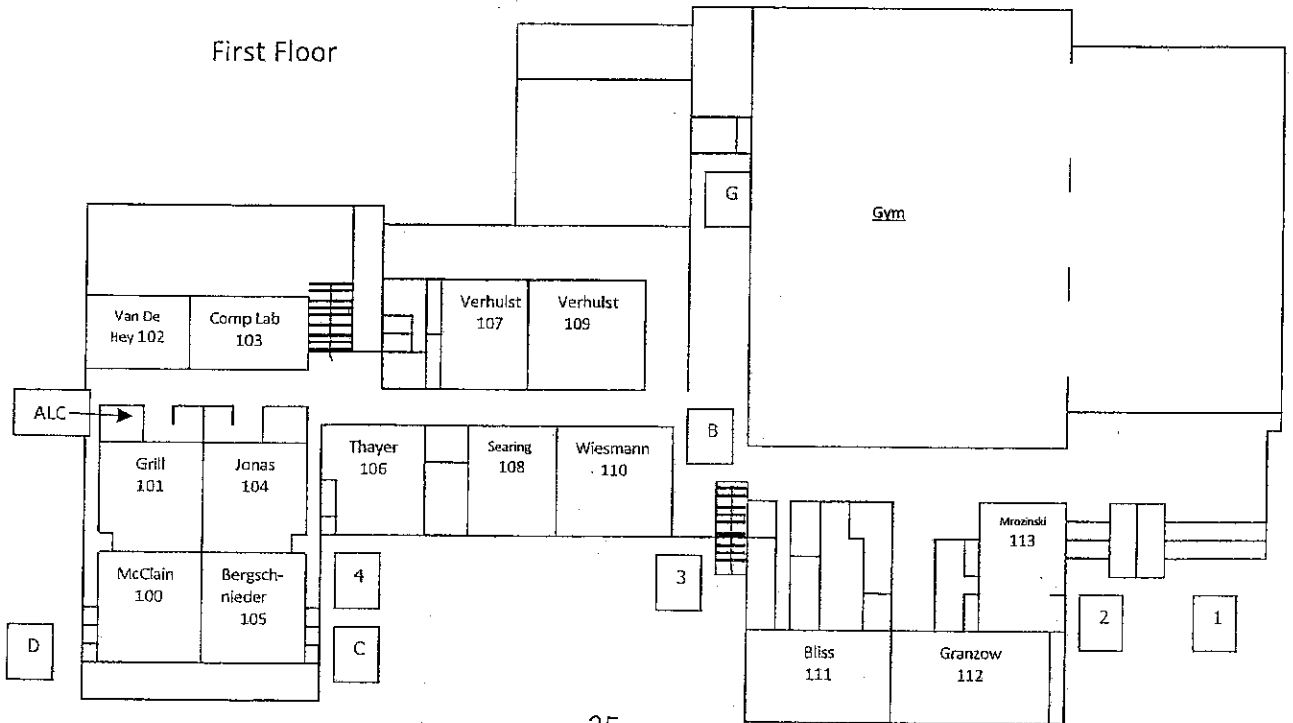 First Floor
G
Gym
Van De
Hey 102
Comp Lab
103
Verhulst
107
Verhulst
109
ALC
B
Grill
101
Jonas
104
Thayer
106
Searing
108
Wiesmann
110
Mrozinski
113
McClain
100
Bergsch-
nieder
105
4
3
2
1
D
C
Bliss
111
Granzow
112